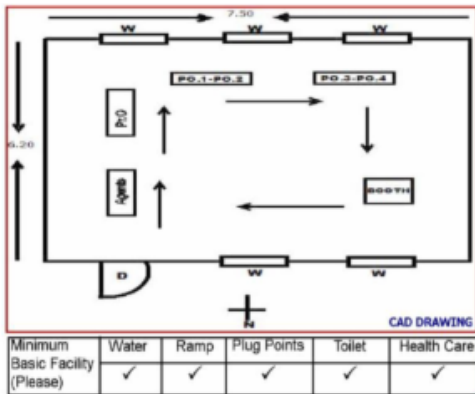 7.50
W W W
PO.1-PO.2 PO.3-PO.4
PrO
6.20
Agents
BOOTH
W W
D
N
CAD DRAWING
Minimum Basic Facility (Please) Water Ramp Plug Points Toilet Health Care
✓ ✓ ✓ ✓ ✓